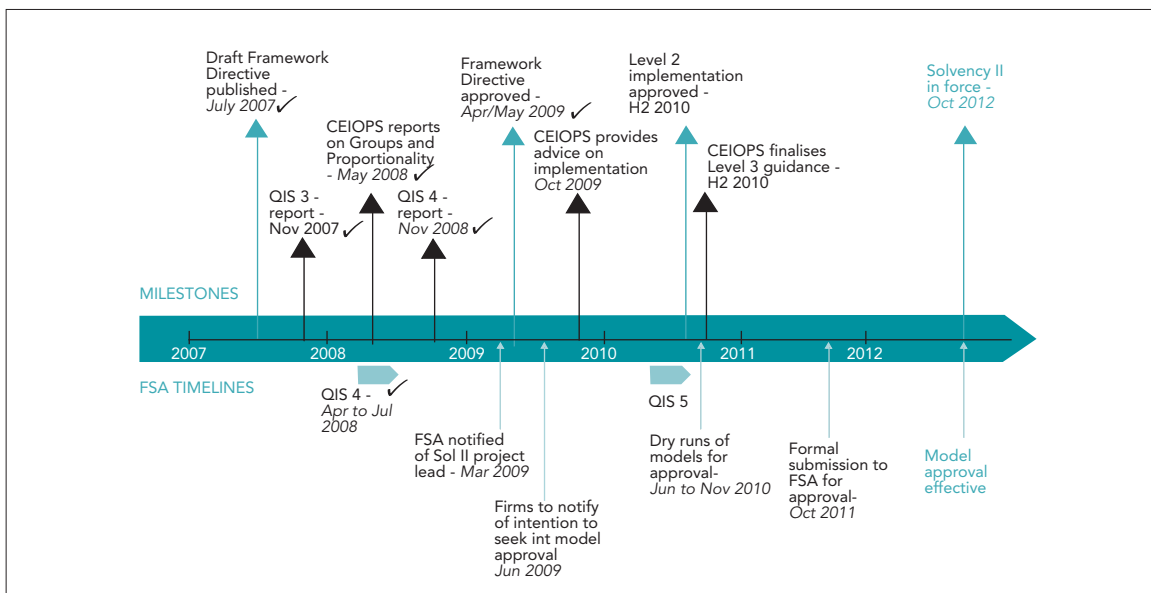 Draft Framework
Directive
published -
July 2007 ✓
QIS 3 -
report -
Nov 2007 ✓
CEIOPS reports
on Groups and
Proportionality
- May 2008 ✓
QIS 4 -
report -
Nov 2008 ✓
Framework
Directive
approved -
Apr/May 2009 ✓
CEIOPS provides
advice on
implementation
Oct 2009
Level 2
implementation
approved -
H2 2010
CEIOPS finalises
Level 3 guidance -
H2 2010
Solvency II
in force -
Oct 2012
MILESTONES
2007 2008 2009 2010 2011 2012
FSA TIMELINES
QIS 4 - ✓
Apr to Jul
2008
FSA notified
of Sol II project
lead - Mar 2009
Firms to notify
of intention to
seek int model
approval
Jun 2009
QIS 5
Dry runs of
models for
approval-
Jun to Nov 2010
Formal
submission to
FSA for
approval-
Oct 2011
Model
approval
effective